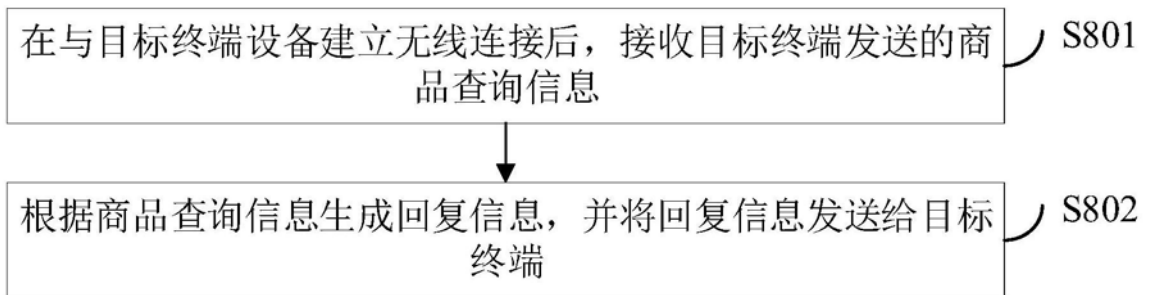 在与目标终端设备建立无线连接后，接收目标终端发送的商
品查询信息
S801
根据商品查询信息生成回复信息，并将回复信息发送给目标
终端
S802